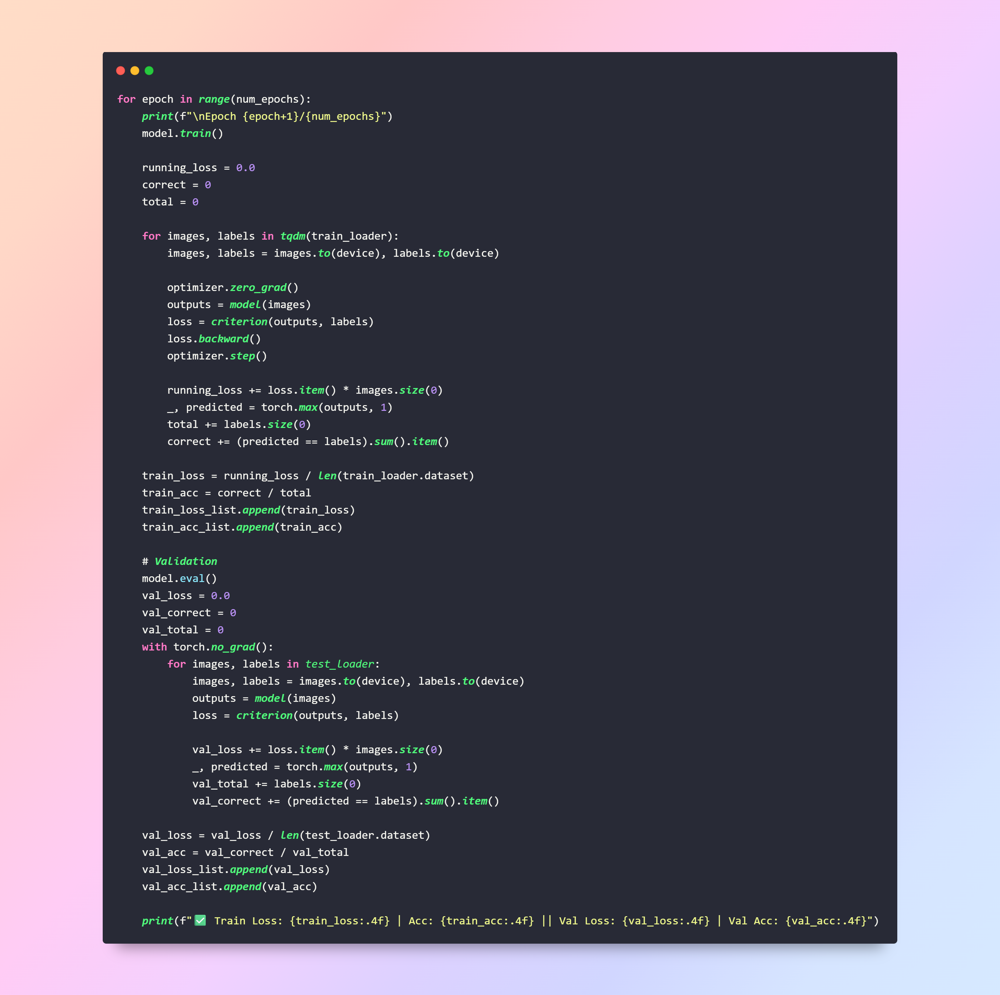 for epoch in range(num_epochs):
    print(f"\nEpoch {epoch+1}/{num_epochs}")
    model.train()

    running_loss = 0.0
    correct = 0
    total = 0

    for images, labels in tqdm(train_loader):
        images, labels = images.to(device), labels.to(device)

        optimizer.zero_grad()
        outputs = model(images)
        loss = criterion(outputs, labels)
        loss.backward()
        optimizer.step()

        running_loss += loss.item() * images.size(0)
        _, predicted = torch.max(outputs, 1)
        total += labels.size(0)
        correct += (predicted == labels).sum().item()

    train_loss = running_loss / len(train_loader.dataset)
    train_acc = correct / total
    train_loss_list.append(train_loss)
    train_acc_list.append(train_acc)

    # Validation
    model.eval()
    val_loss = 0.0
    val_correct = 0
    val_total = 0
    with torch.no_grad():
        for images, labels in test_loader:
            images, labels = images.to(device), labels.to(device)
            outputs = model(images)
            loss = criterion(outputs, labels)

            val_loss += loss.item() * images.size(0)
            _, predicted = torch.max(outputs, 1)
            val_total += labels.size(0)
            val_correct += (predicted == labels).sum().item()

    val_loss = val_loss / len(test_loader.dataset)
    val_acc = val_correct / val_total
    val_loss_list.append(val_loss)
    val_acc_list.append(val_acc)

    print(f"✅ Train Loss: {train_loss:.4f} | Acc: {train_acc:.4f} || Val Loss: {val_loss:.4f} | Val Acc: {val_acc:.4f}")